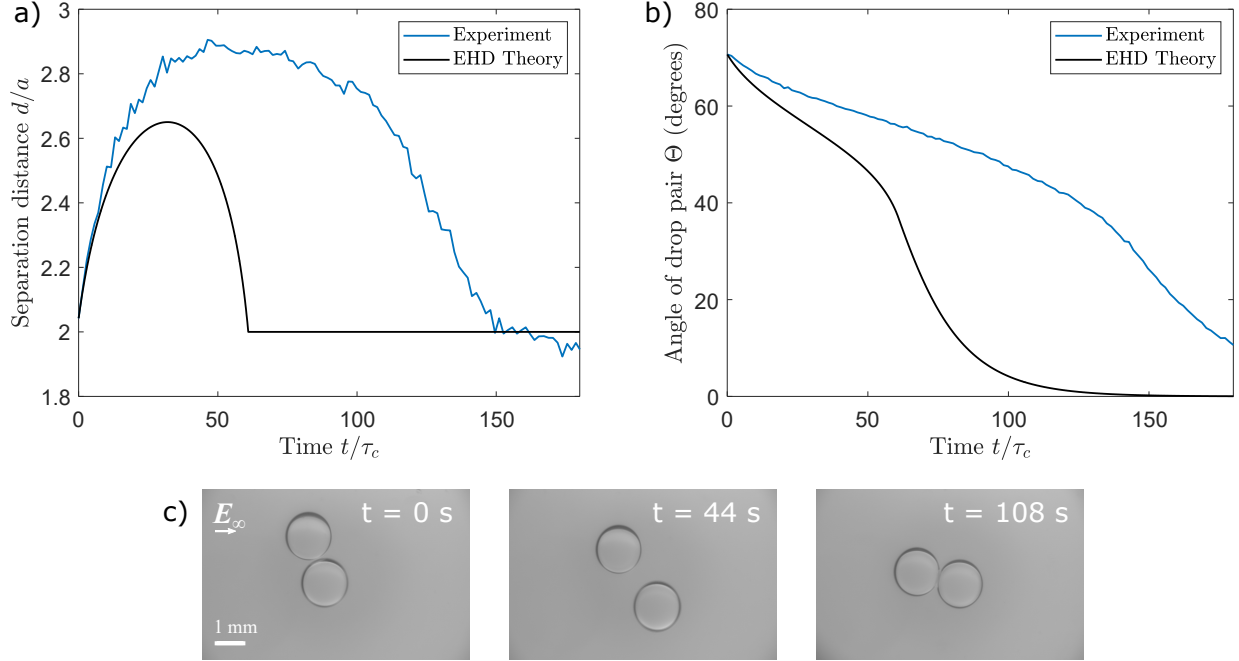 a)
3
2.8
2.6
2.4
2.2
2
1.8
Separation distance d/a
Experiment
EHD Theory
0 50 100 150
Time t/τc
b)
80
60
40
20
0
Angle of drop pair Θ (degrees)
Experiment
EHD Theory
0 50 100 150
Time t/τc
c)
E∞
t = 0 s
1 mm
t = 44 s
t = 108 s